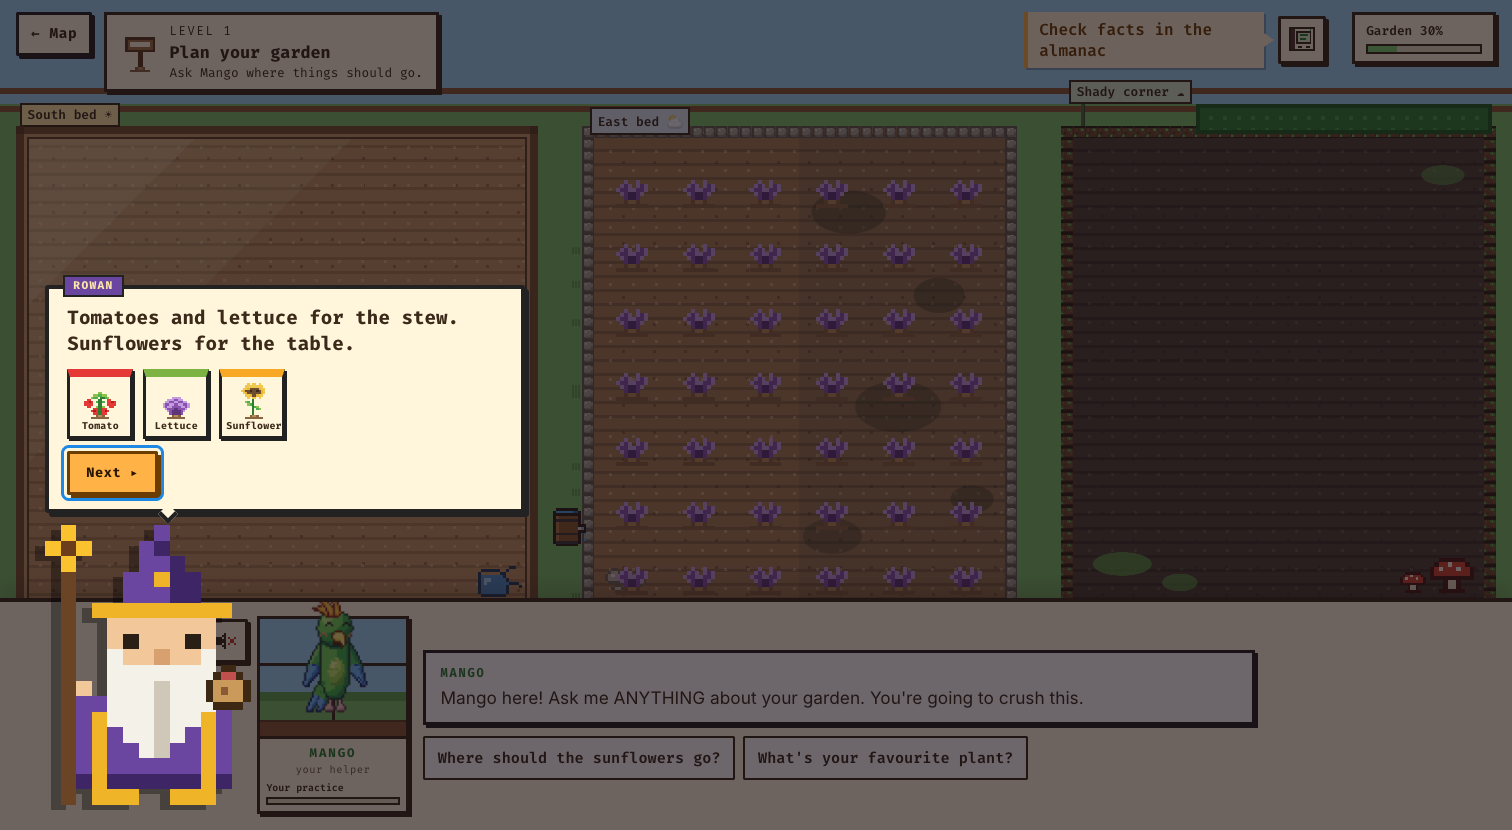 ← Map
LEVEL 1
Plan your garden
Ask Mango where things should go.
Check facts in the
almanac
Garden 30%
South bed ☀
East bed ⛅
Shady corner ☁
ROWAN
Tomatoes and lettuce for the stew.
Sunflowers for the table.
Tomato
Lettuce
Sunflower
Next ▸
MANGO
your helper
Your practice
MANGO
Mango here! Ask me ANYTHING about your garden. You're going to crush this.
Where should the sunflowers go?
What's your favourite plant?